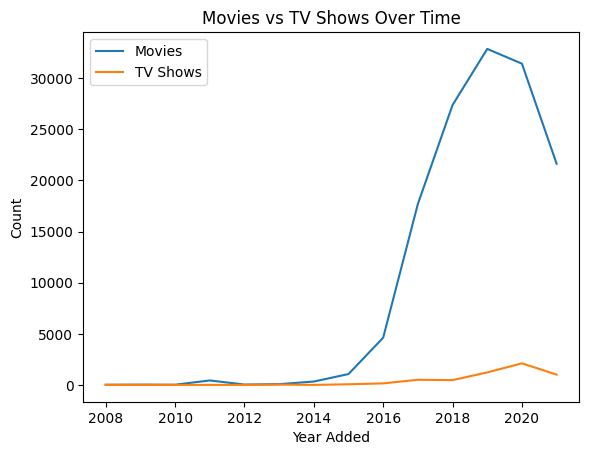 Movies vs TV Shows Over Time
Movies
TV Shows
30000
25000
20000
15000
10000
5000
0
Count
2008 2010 2012 2014 2016 2018 2020
Year Added